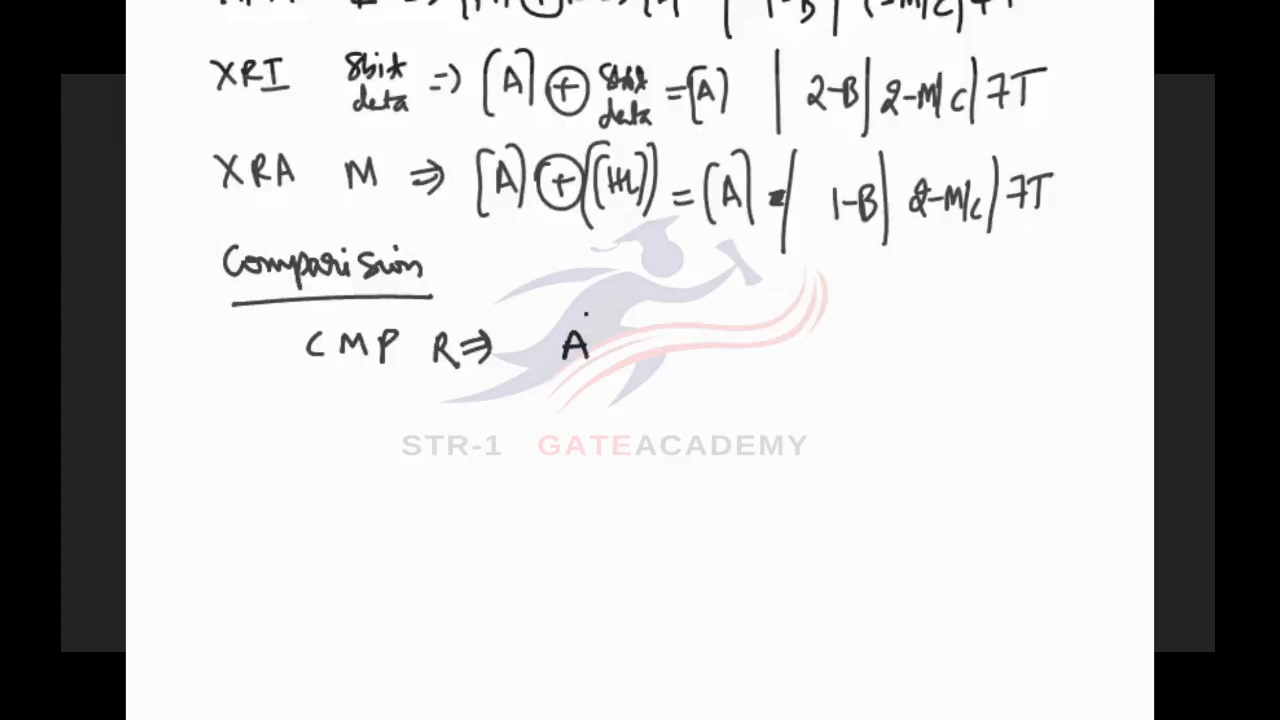 XRI 8bit data => [A] ⊕ 8bit data = [A] | 2-B | 2-M/c | 7T
XRA M => [A] ⊕ [[HL]] = [A] | 1-B | 2-M/c | 7T
Comparision
CMP R => A
STR-1 GATEACADEMY